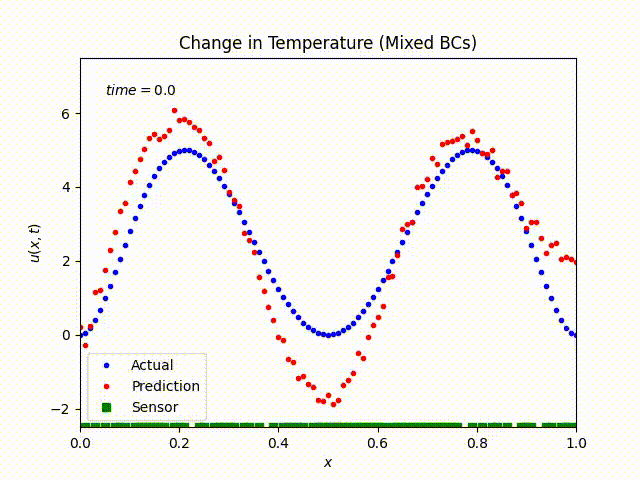 Change in Temperature (Mixed BCs)
time = 0.0
6
4
2
0
−2
u(x, t)
Actual
Prediction
Sensor
0.0 0.2 0.4 0.6 0.8 1.0
x